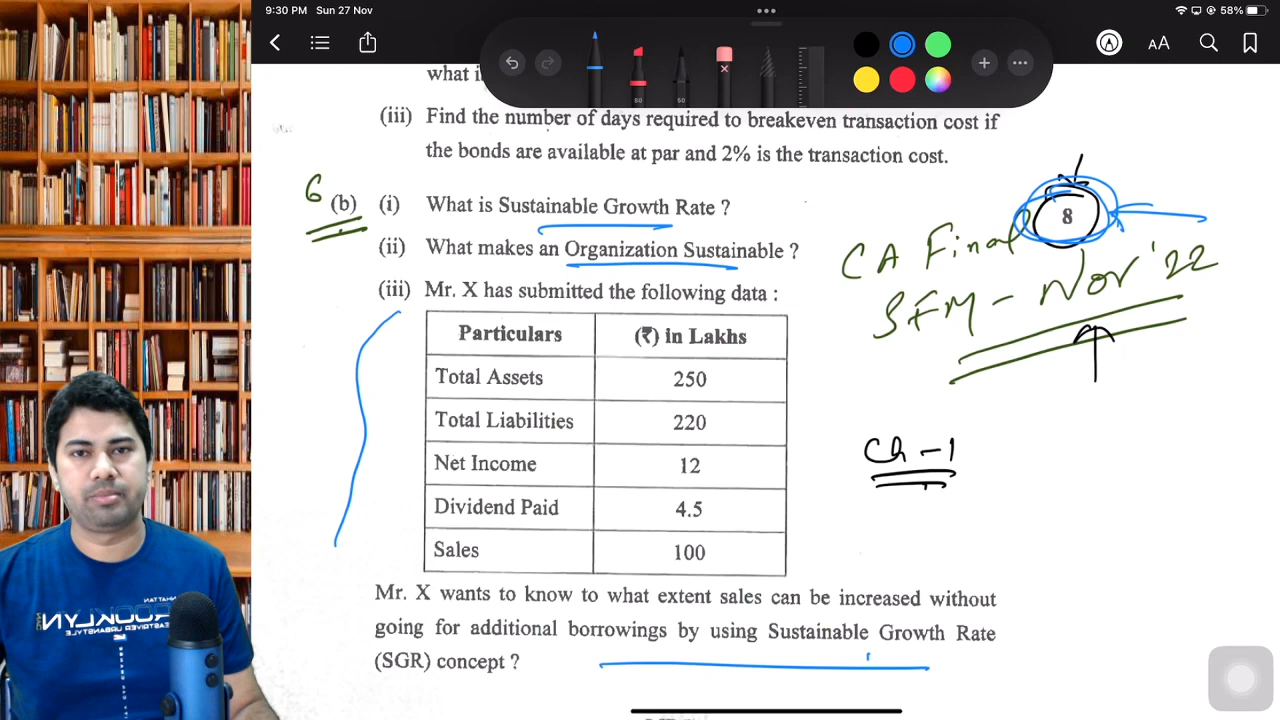 9:30 PM Sun 27 Nov
58%
AA
80
50
what i
(iii) Find the number of days required to breakeven transaction cost if
the bonds are available at par and 2% is the transaction cost.
8
6 (b) (i) What is Sustainable Growth Rate ?
(ii) What makes an Organization Sustainable ?
CA Final
SFM - Nov '22
(iii) Mr. X has submitted the following data :
Particulars (₹) in Lakhs
Total Assets 250
Total Liabilities 220
Net Income 12
Dividend Paid 4.5
Sales 100
Ch-1
Mr. X wants to know to what extent sales can be increased without
going for additional borrowings by using Sustainable Growth Rate
(SGR) concept ?